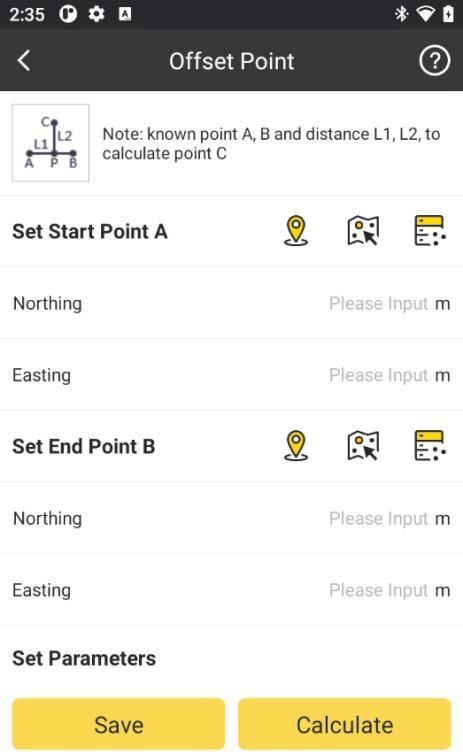 2:35
Offset Point
C
L1
L2
A
P
B
Note: known point A, B and distance L1, L2, to
calculate point C
Set Start Point A
Northing
Please Input m
Easting
Please Input m
Set End Point B
Northing
Please Input m
Easting
Please Input m
Set Parameters
Save
Calculate